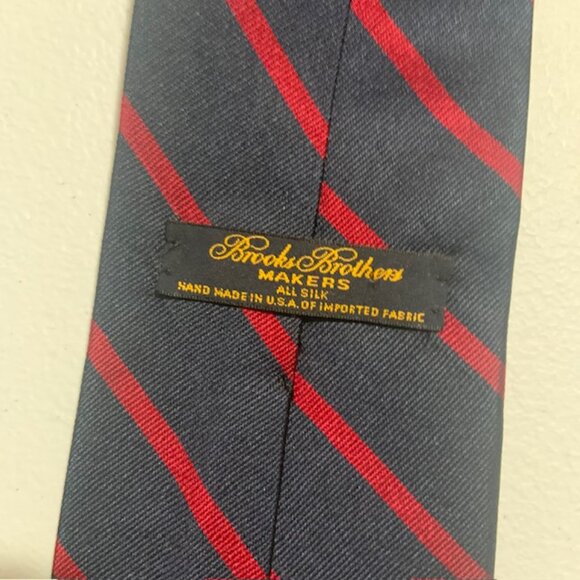 Brooks Brothers
MAKERS
ALL SILK
HAND MADE IN U.S.A. OF IMPORTED FABRIC